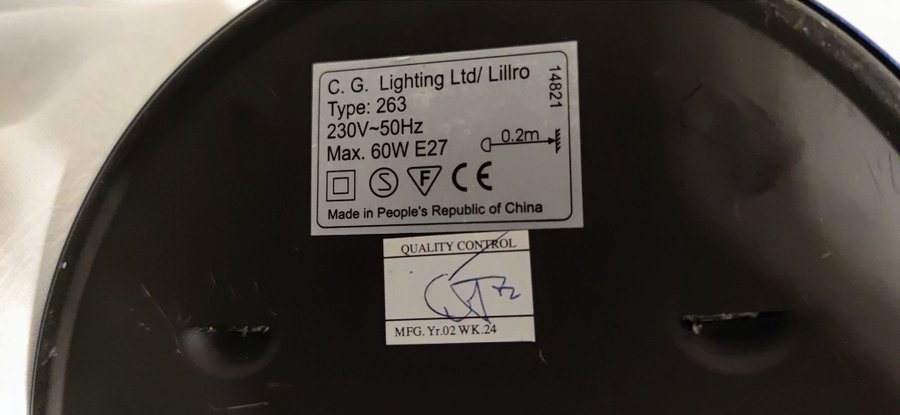 C. G. Lighting Ltd/ Lillro
14821
Type: 263
230V~50Hz
0.2m
Max. 60W E27
S F CE
Made in People's Republic of China
QUALITY CONTROL
MFG. Yr.02 WK.24